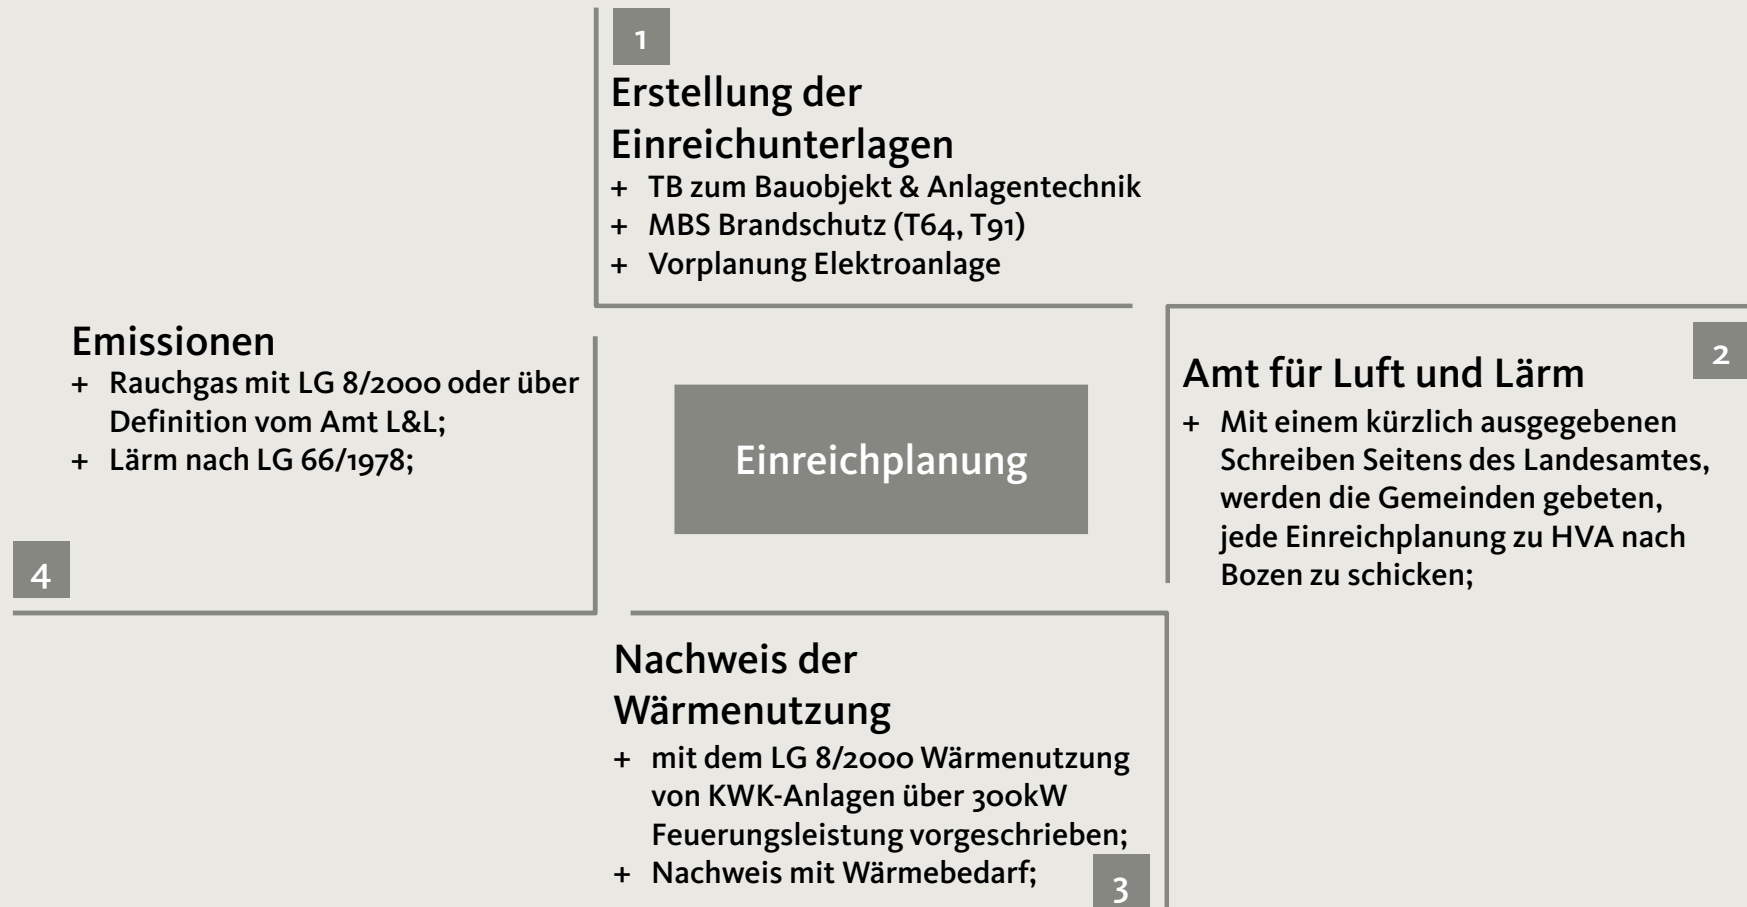 1
Erstellung der
Einreichunterlagen
+ TB zum Bauobjekt & Anlagentechnik
+ MBS Brandschutz (T64, T91)
+ Vorplanung Elektroanlage
2
Amt für Luft und Lärm
+ Mit einem kürzlich ausgegebenen
Schreiben Seitens des Landesamtes,
werden die Gemeinden gebeten,
jede Einreichplanung zu HVA nach
Bozen zu schicken;
Einreichplanung
Nachweis der
Wärmenutzung
+ mit dem LG 8/2000 Wärmenutzung
von KWK-Anlagen über 300kW
Feuerungsleistung vorgeschrieben;
+ Nachweis mit Wärmebedarf;
3
Emissionen
+ Rauchgas mit LG 8/2000 oder über
Definition vom Amt L&L;
+ Lärm nach LG 66/1978;
4